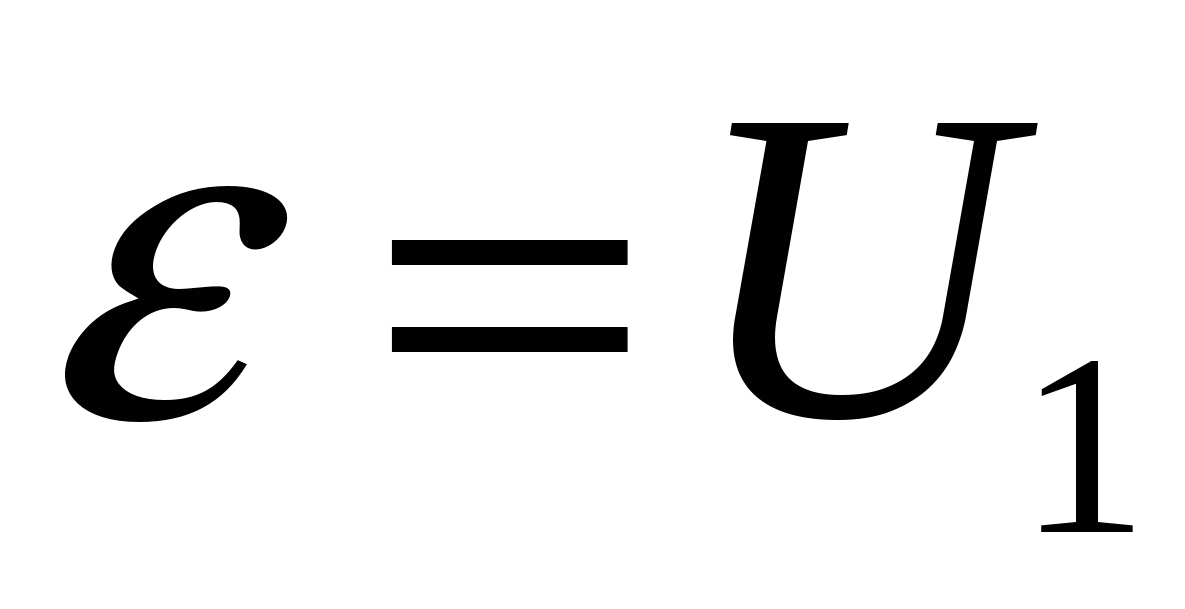 ε = U₁